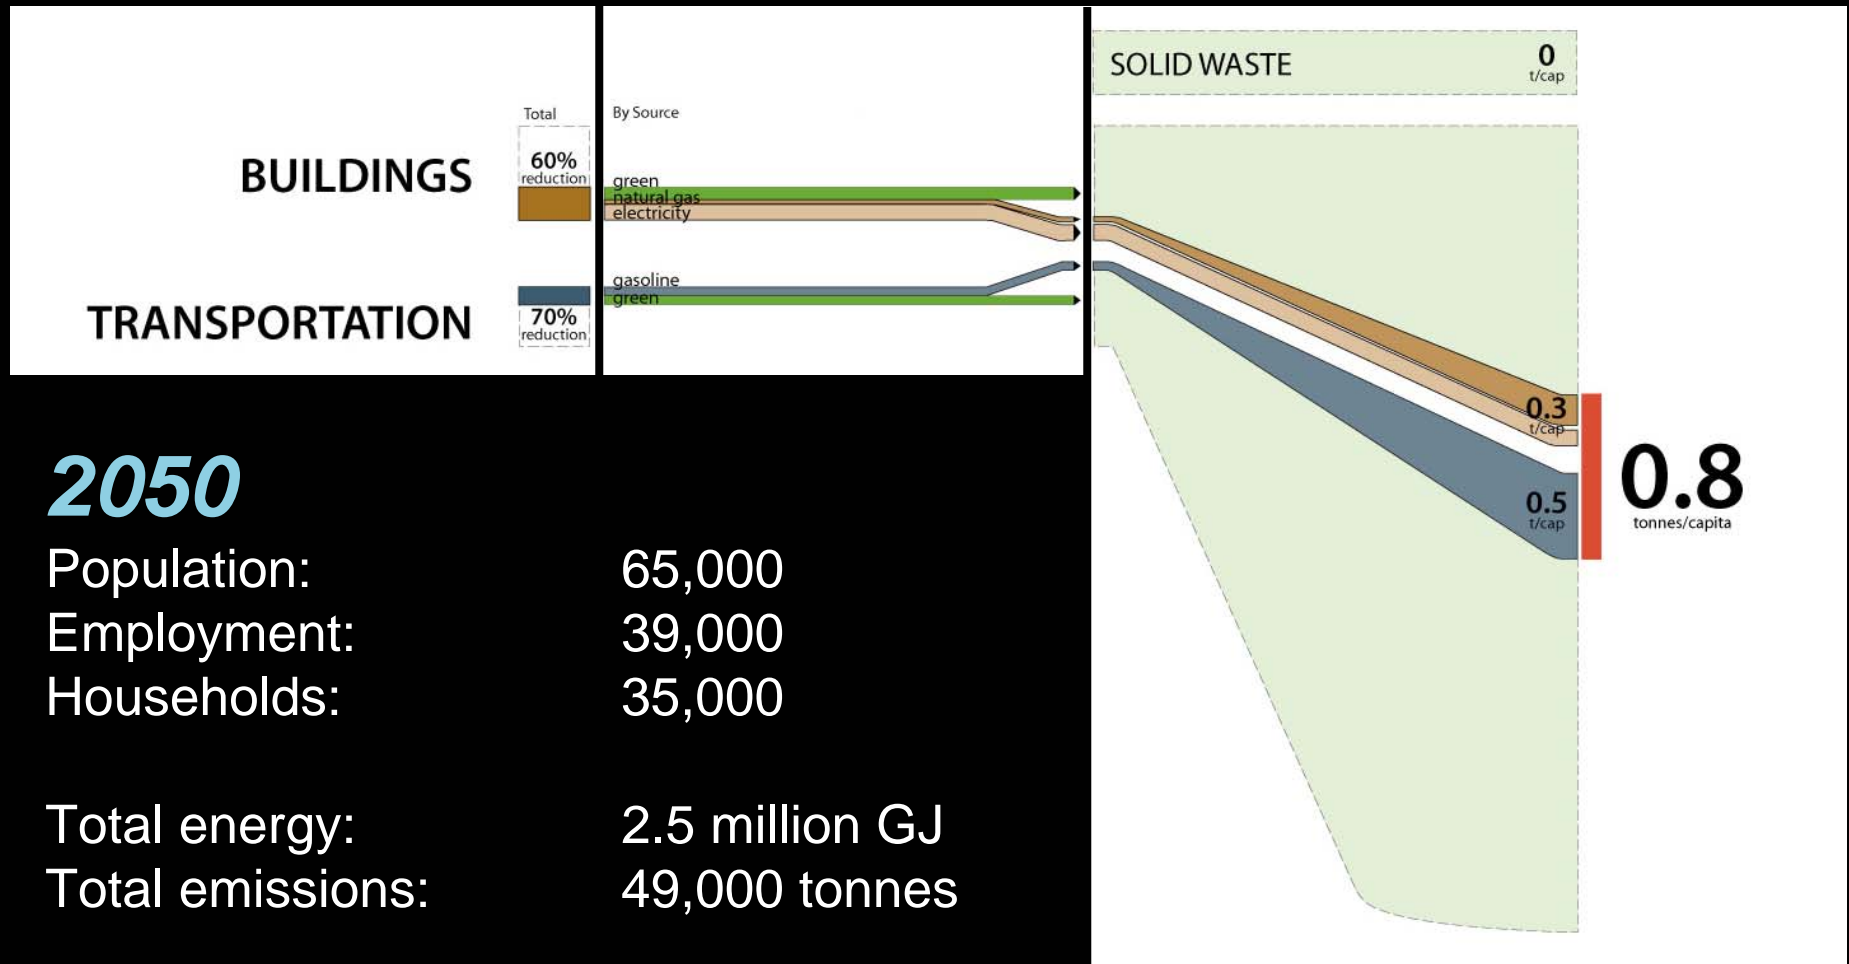 SOLID WASTE
0
t/cap
Total
By Source
BUILDINGS
60%
reduction
green
natural gas
electricity
TRANSPORTATION
gasoline
green
70%
reduction
0.3
t/cap
0.5
t/cap
0.8
tonnes/capita
2050
Population: 65,000
Employment: 39,000
Households: 35,000
Total energy: 2.5 million GJ
Total emissions: 49,000 tonnes